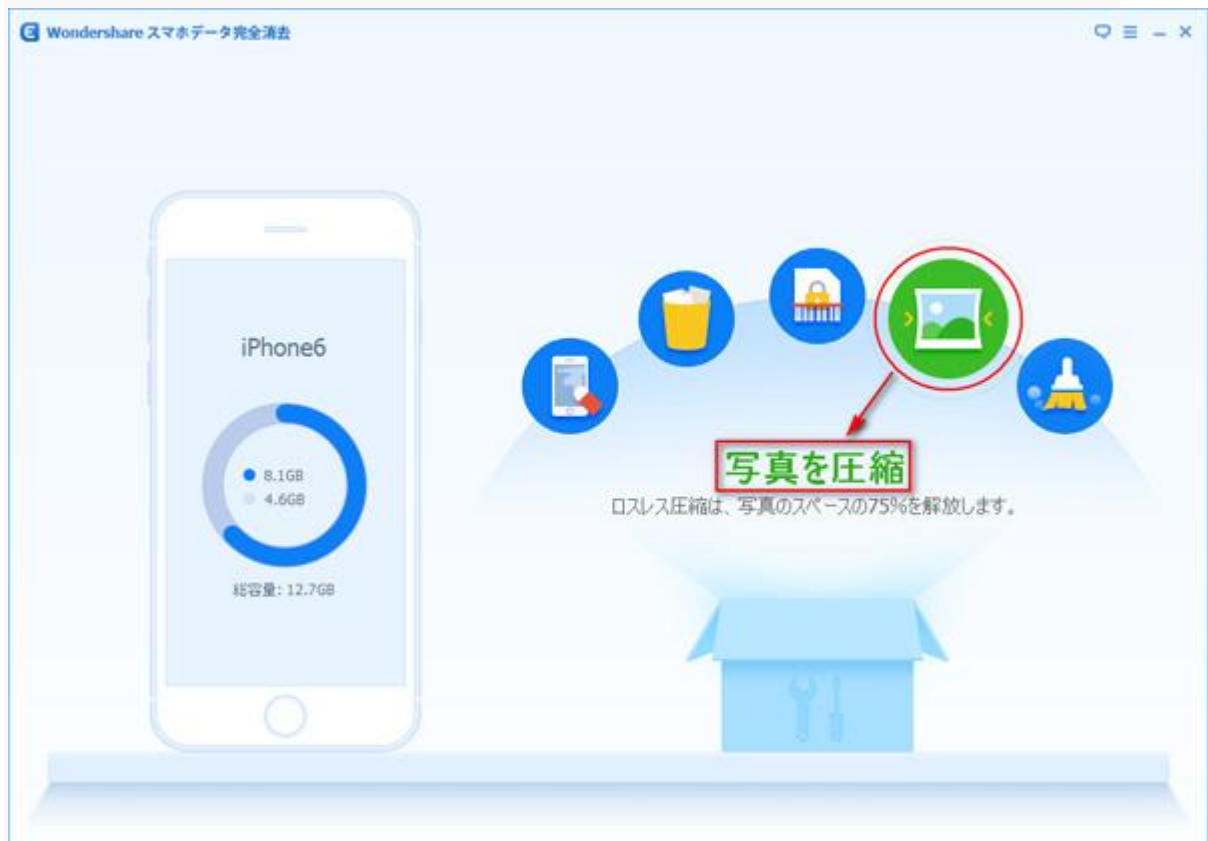 Wondershare スマホデータ完全消去
iPhone6
8.1GB
4.6GB
総容量: 12.7GB
写真を圧縮
ロスレス圧縮は、写真のスペースの75%を解放します。